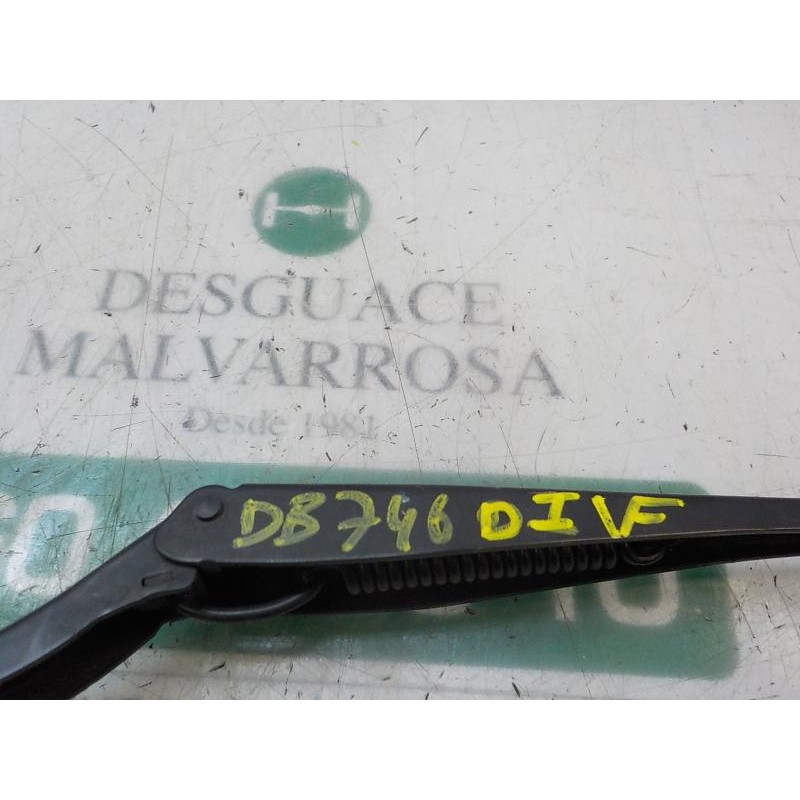 DESGUACE
MALVARROSA
Desde 1981
DB746 DIVF